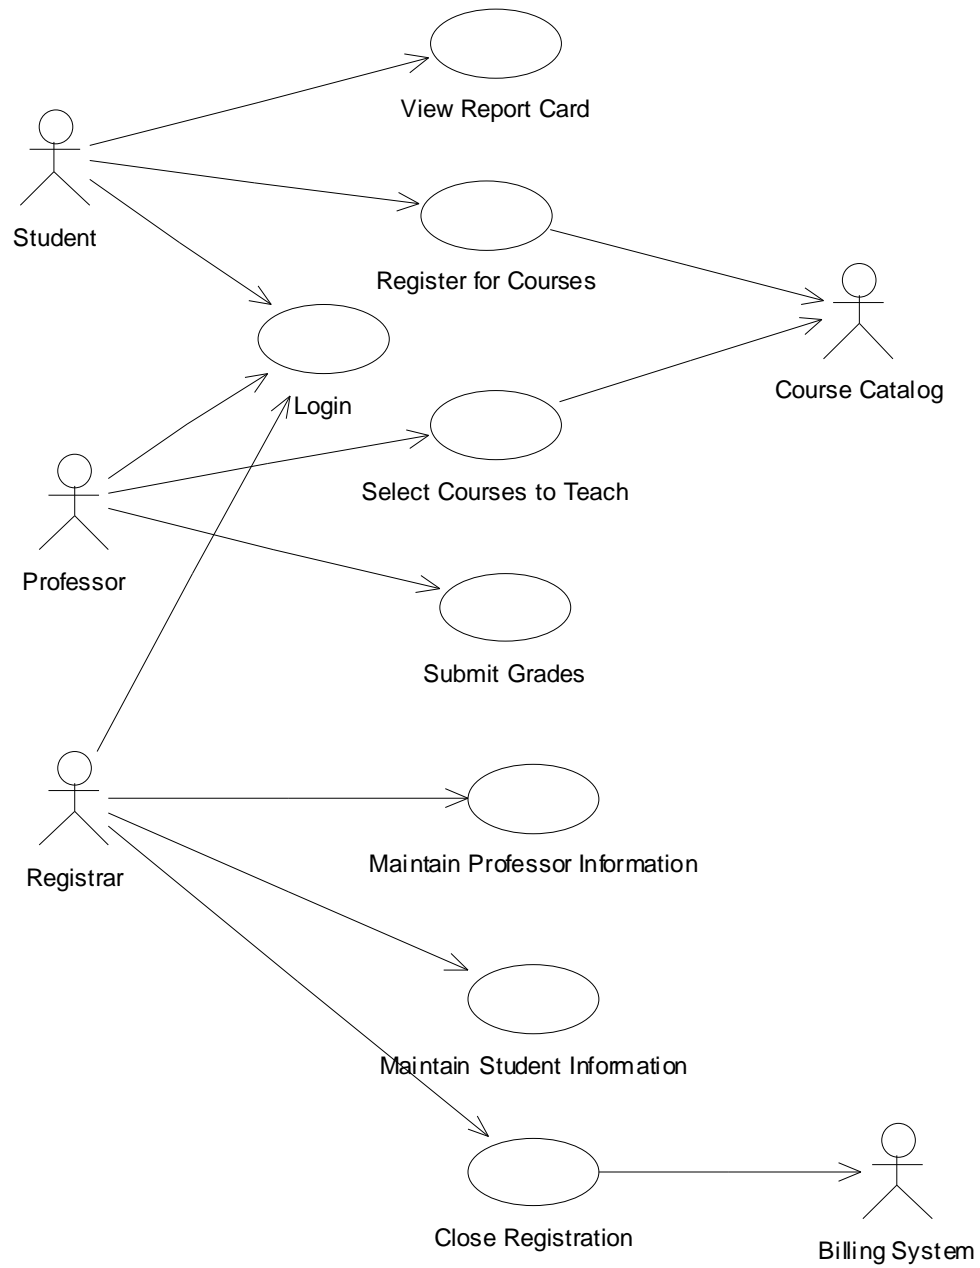 View Report Card
Student
Register for Courses
Course Catalog
Login
Select Courses to Teach
Professor
Submit Grades
Maintain Professor Information
Registrar
Maintain Student Information
Close Registration
Billing System